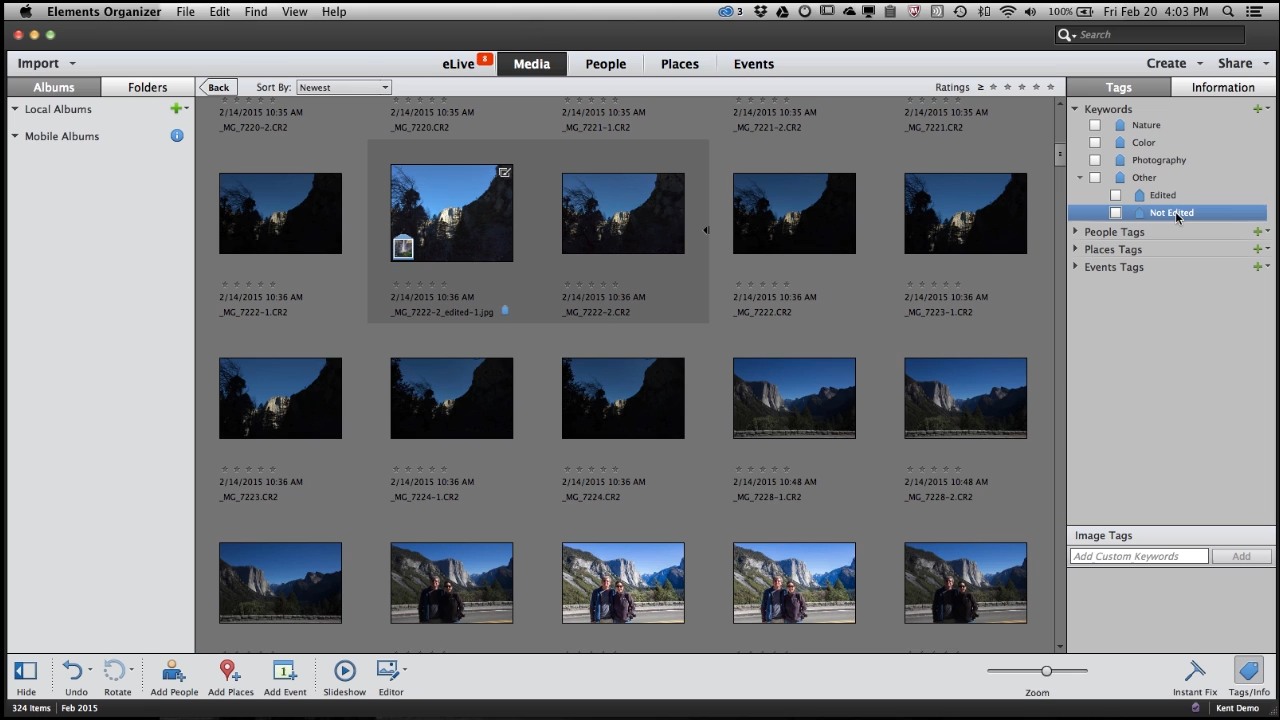 Elements Organizer File Edit Find View Help 3 100% Fri Feb 20 4:03 PM
Search
Import eLive 8 Media People Places Events Create Share
Albums Folders Back Sort By: Newest Ratings ≥ Tags Information
Local Albums
Mobile Albums
2/14/2015 10:35 AM 2/14/2015 10:35 AM 2/14/2015 10:35 AM 2/14/2015 10:35 AM 2/14/2015 10:35 AM
_MG_7220-2.CR2 _MG_7220.CR2 _MG_7221-1.CR2 _MG_7221-2.CR2 _MG_7221.CR2
2/14/2015 10:36 AM 2/14/2015 10:36 AM 2/14/2015 10:36 AM 2/14/2015 10:36 AM 2/14/2015 10:36 AM
_MG_7222-1.CR2 _MG_7222-2_edited-1.jpg _MG_7222-2.CR2 _MG_7222.CR2 _MG_7223-1.CR2
2/14/2015 10:36 AM 2/14/2015 10:36 AM 2/14/2015 10:36 AM 2/14/2015 10:48 AM 2/14/2015 10:48 AM
_MG_7223.CR2 _MG_7224-1.CR2 _MG_7224.CR2 _MG_7228-1.CR2 _MG_7228-2.CR2
Keywords
Nature
Color
Photography
Other
Edited
Not Edited
People Tags
Places Tags
Events Tags
Image Tags
Add Custom Keywords Add
Hide Undo Rotate Add People Add Places 1 Add Event Slideshow Editor Zoom Instant Fix Tags/Info
324 Items Feb 2015 Kent Demo